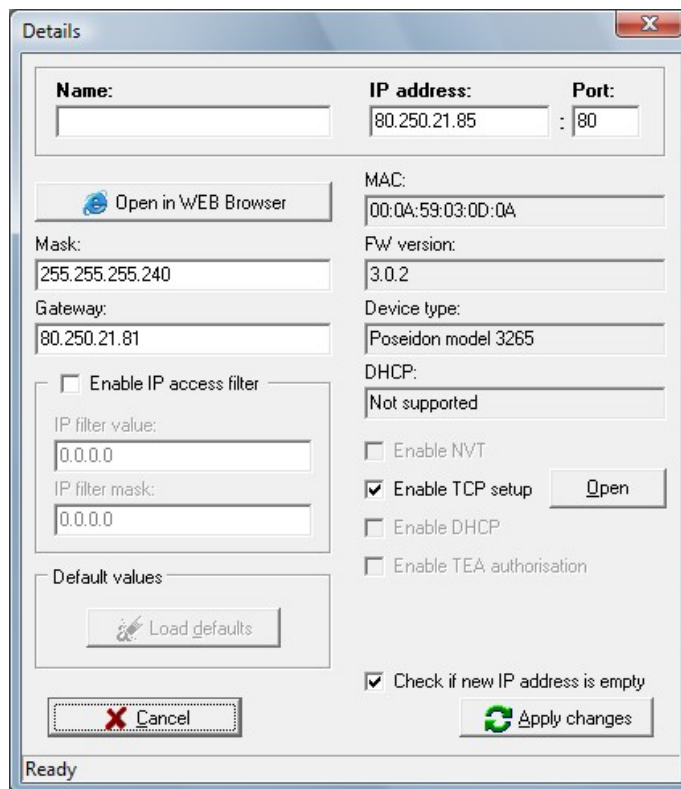 Details
Name:
IP address:
Port:
80.250.21.85
:
80
Open in WEB Browser
MAC:
00:0A:59:03:0D:0A
Mask:
255.255.255.240
FW version:
3.0.2
Gateway:
80.250.21.81
Device type:
Poseidon model 3265
Enable IP access filter
DHCP:
Not supported
IP filter value:
0.0.0.0
IP filter mask:
0.0.0.0
Enable NVT
Enable TCP setup
Open
Enable DHCP
Enable TEA authorisation
Default values
Load defaults
Check if new IP address is empty
Cancel
Apply changes
Ready